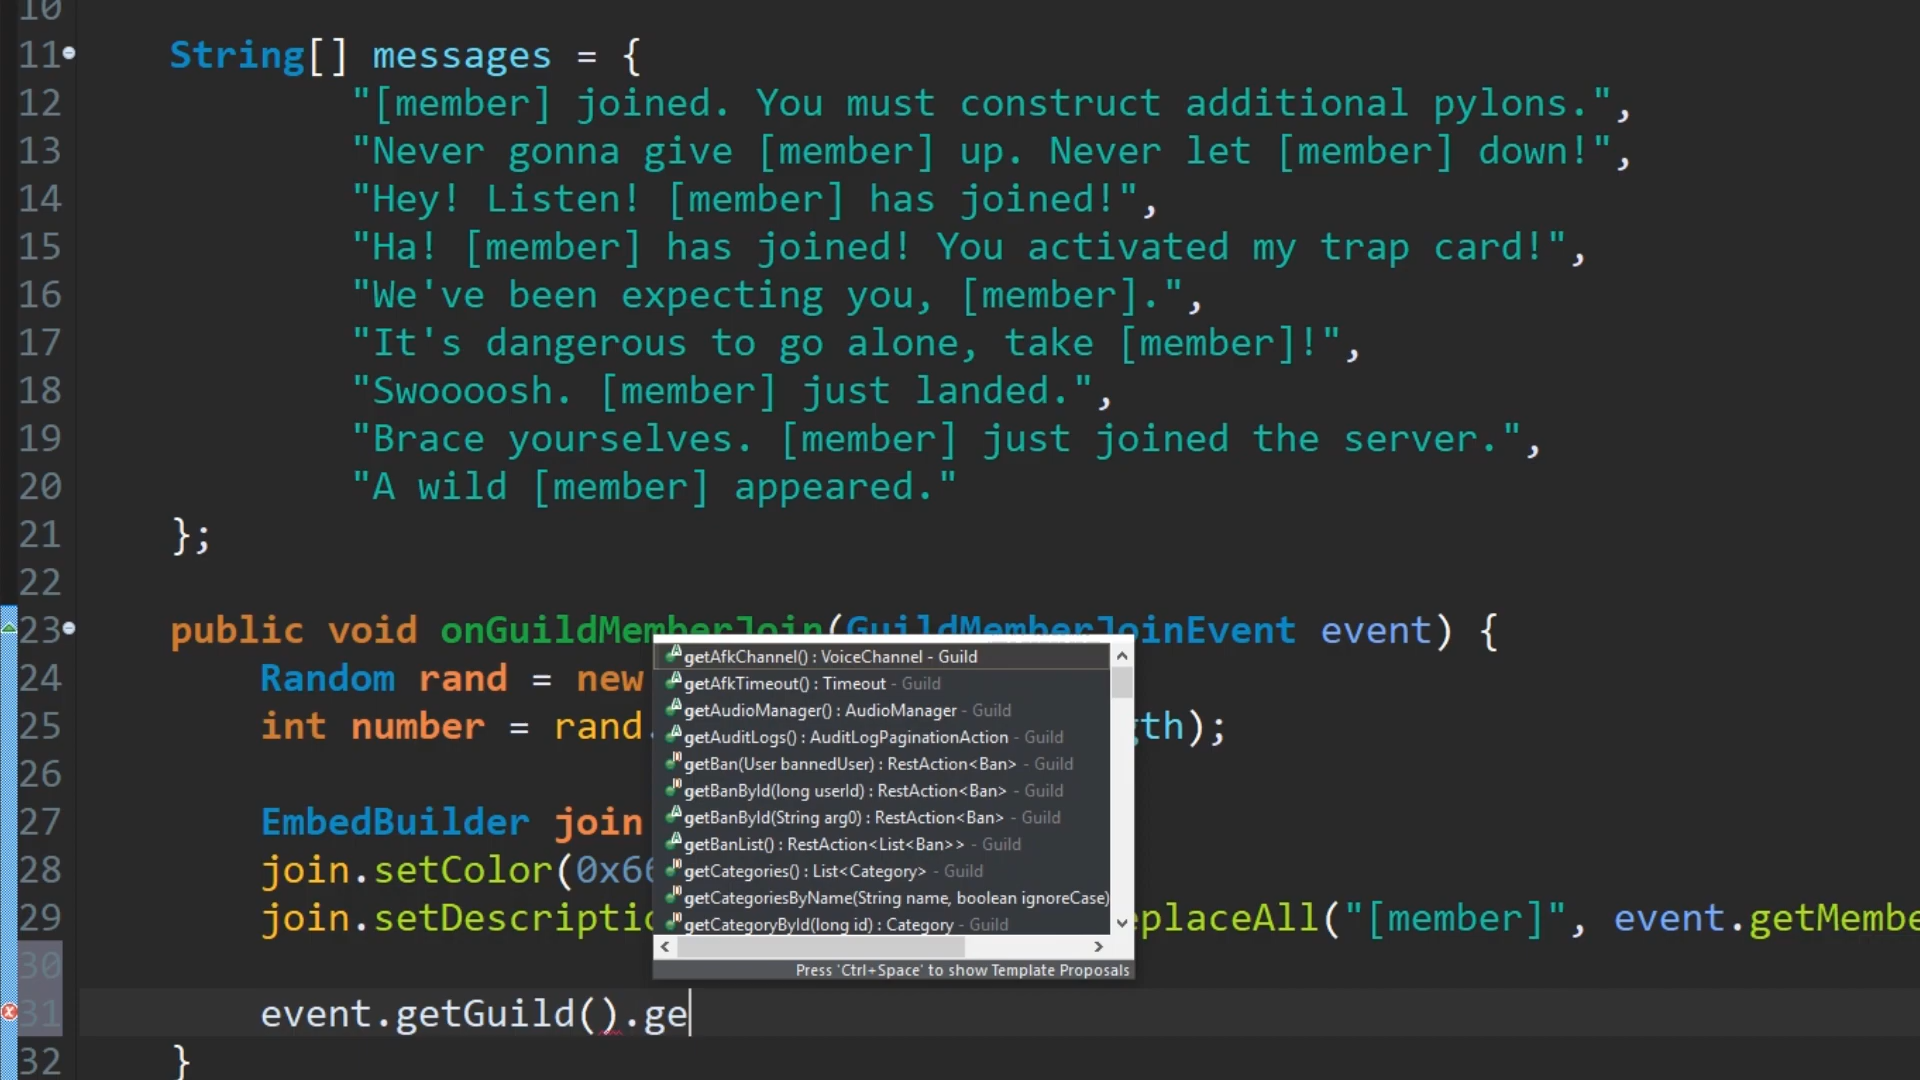 10
11 String[] messages = {
12 "[member] joined. You must construct additional pylons.",
13 "Never gonna give [member] up. Never let [member] down!",
14 "Hey! Listen! [member] has joined!",
15 "Ha! [member] has joined! You activated my trap card!",
16 "We've been expecting you, [member].",
17 "It's dangerous to go alone, take [member]!",
18 "Swoooosh. [member] just landed.",
19 "Brace yourselves. [member] just joined the server.",
20 "A wild [member] appeared."
21 };
22
23 public void onGuildMemberJoin(GuildMemberJoinEvent event) {
24 Random rand = new
25 int number = rand. gth);
26
27 EmbedBuilder join
28 join.setColor(0x66
29 join.setDescriptio eplaceAll("[member]", event.getMembe
30
31 event.getGuild().ge
32 }
getAfkChannel() : VoiceChannel - Guild
getAfkTimeout() : Timeout - Guild
getAudioManager() : AudioManager - Guild
getAuditLogs() : AuditLogPaginationAction - Guild
getBan(User bannedUser) : RestAction<Ban> - Guild
getBanById(long userId) : RestAction<Ban> - Guild
getBanById(String arg0) : RestAction<Ban> - Guild
getBanList() : RestAction<List<Ban>> - Guild
getCategories() : List<Category> - Guild
getCategoriesByName(String name, boolean ignoreCase)
getCategoryById(long id) : Category - Guild
Press 'Ctrl+Space' to show Template Proposals